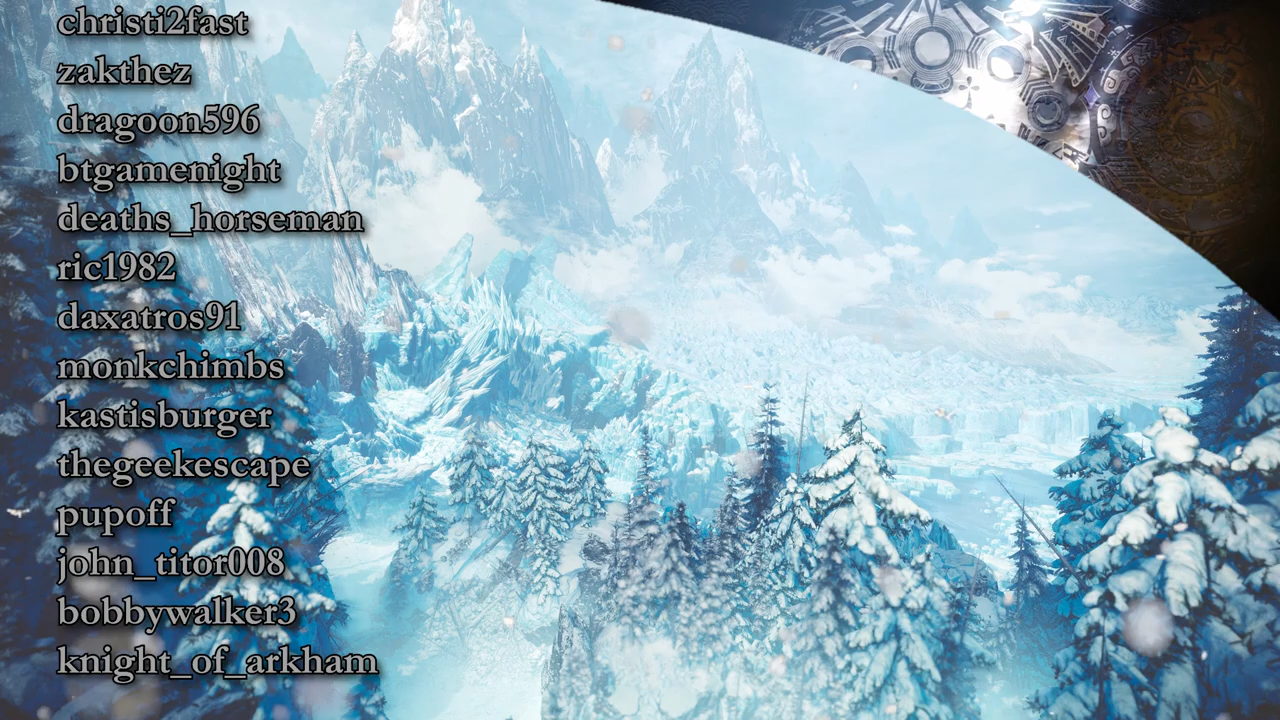 christi2fast
zakthez
dragoon596
btgamenight
deaths_horseman
ric1982
daxatros91
monkchimbs
kastisburger
thegeekescape
pupoff
john_titor008
bobbywalker3
knight_of_arkham